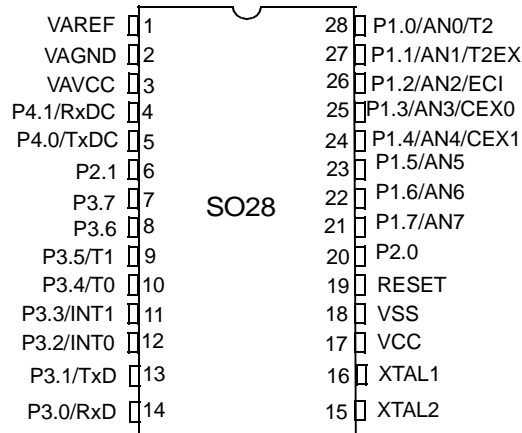 VAREF 1 28 P1.0/AN0/T2
VAGND 2 27 P1.1/AN1/T2EX
VAVCC 3 26 P1.2/AN2/ECI
P4.1/RxDC 4 25 P1.3/AN3/CEX0
P4.0/TxDC 5 24 P1.4/AN4/CEX1
P2.1 6 23 P1.5/AN5
P3.7 7 22 P1.6/AN6
SO28
P3.6 8 21 P1.7/AN7
P3.5/T1 9 20 P2.0
P3.4/T0 10 19 RESET
P3.3/INT1 11 18 VSS
P3.2/INT0 12 17 VCC
P3.1/TxD 13 16 XTAL1
P3.0/RxD 14 15 XTAL2